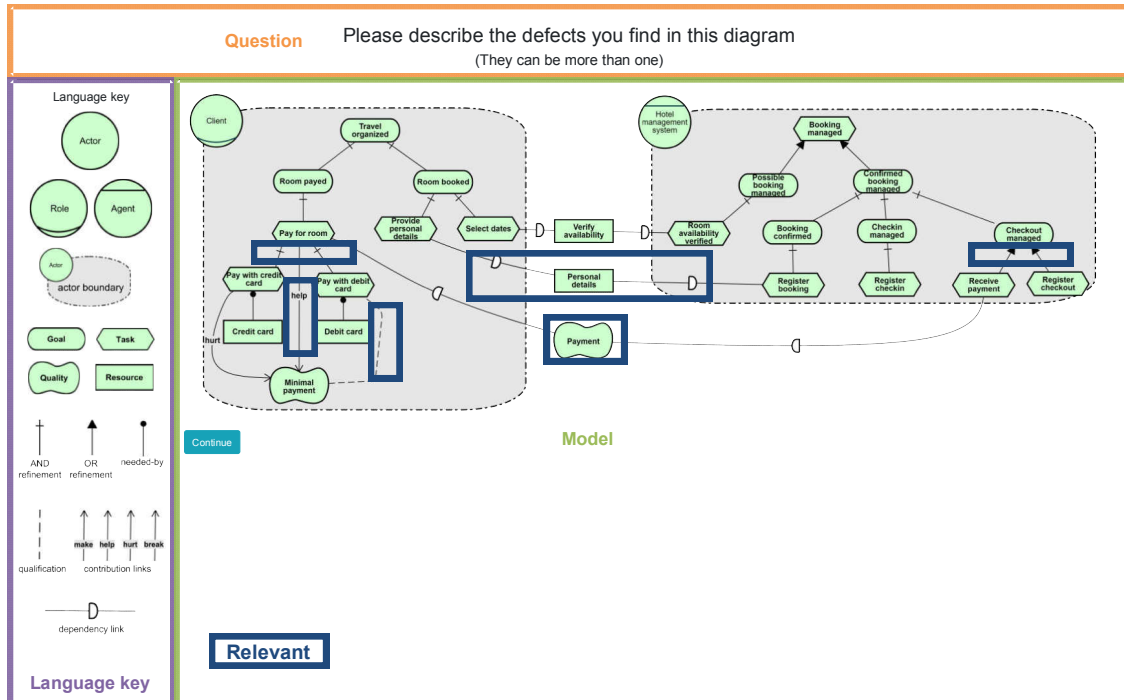 Question
Please describe the defects you find in this diagram
(They can be more than one)
Language key
Actor
Role
Agent
Actor
actor boundary
Goal
Task
Quality
Resource
AND
refinement
OR
refinement
needed-by
qualification
make
help
hurt
break
contribution links
dependency link
Language key
Client
Travel
organized
Room payed
Room booked
Pay for room
Provide
personal
details
Select dates
Pay with credit
card
Pay with debit
card
Credit card
Debit card
help
hurt
Minimal
payment
Verify
availability
Personal
details
Payment
Hotel
management
system
Booking
managed
Possible
booking
managed
Confirmed
booking
managed
Room
availability
verified
Booking
confirmed
Checkin
managed
Checkout
managed
Register
booking
Register
checkin
Receive
payment
Register
checkout
Continue
Model
Relevant